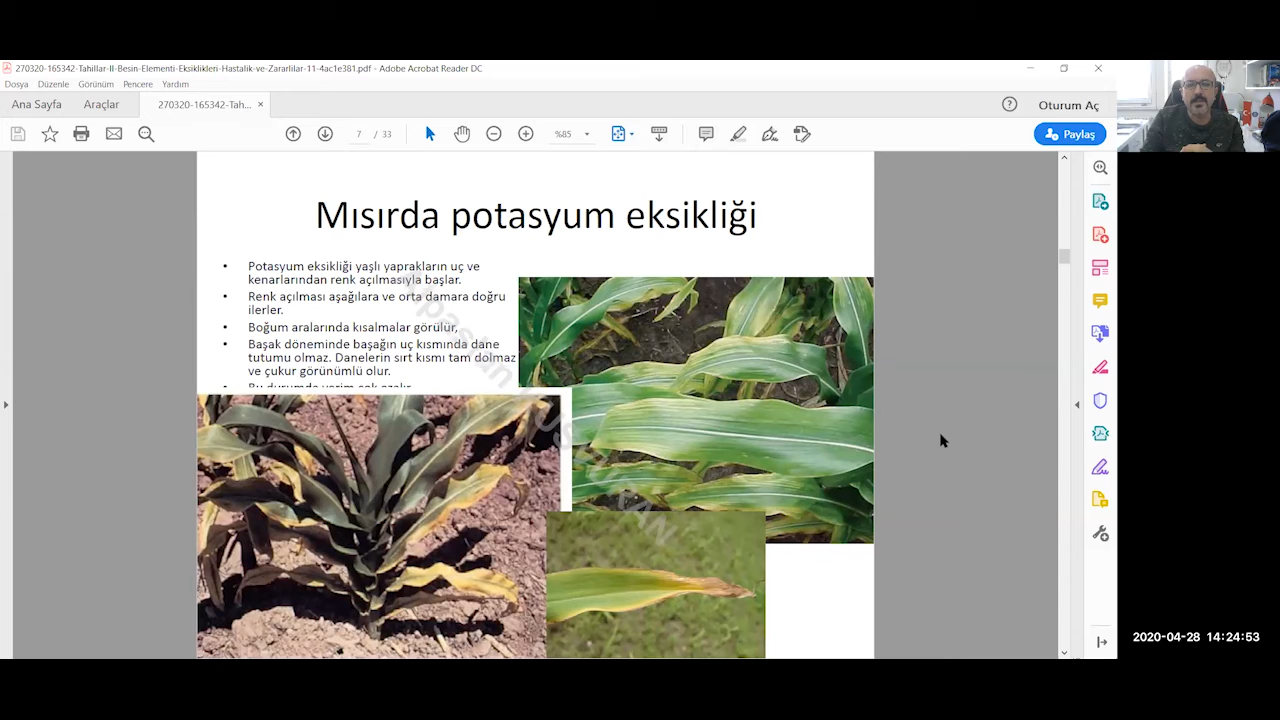 270320-165342-Tahillar-II-Besin-Elementi-Eksiklikleri-Hastalik-ve-Zararlilar-11-4ac1e381.pdf - Adobe Acrobat Reader DC
Dosya Düzenle Görünüm Pencere Yardım
Ana Sayfa Araçlar 270320-165342-Tah... × Oturum Aç
7 / 33 %85 Paylaş
Mısırda potasyum eksikliği
• Potasyum eksikliği yaşlı yaprakların uç ve
kenarlarından renk açılmasıyla başlar.
• Renk açılması aşağılara ve orta damara doğru
ilerler.
• Boğum aralarında kısalmalar görülür,
• Başak döneminde başağın uç kısmında dane
tutumu olmaz. Danelerin sırt kısmı tam dolmaz
ve çukur görünümlü olur.
• Bu durumda verim çok azalır
2020-04-28 14:24:53